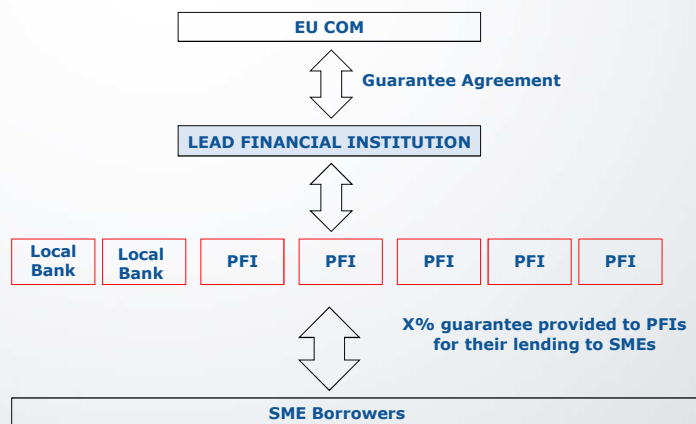 EU COM
Guarantee Agreement
LEAD FINANCIAL INSTITUTION
Local
Bank
Local
Bank
PFI
PFI
PFI
PFI
PFI
X% guarantee provided to PFIs
for their lending to SMEs
SME Borrowers